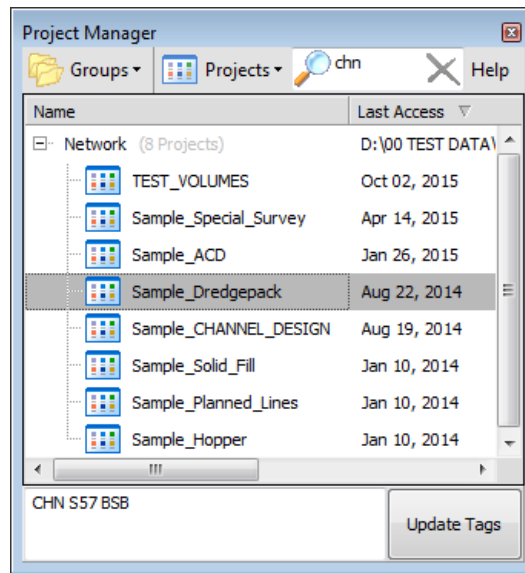 Project Manager
Groups Projects chn Help
Name Last Access
Network (8 Projects) D:\00 TEST DATA\
TEST_VOLUMES Oct 02, 2015
Sample_Special_Survey Apr 14, 2015
Sample_ACD Jan 26, 2015
Sample_Dredgepack Aug 22, 2014
Sample_CHANNEL_DESIGN Aug 19, 2014
Sample_Solid_Fill Jan 10, 2014
Sample_Planned_Lines Jan 10, 2014
Sample_Hopper Jan 10, 2014
CHN S57 BSB
Update Tags